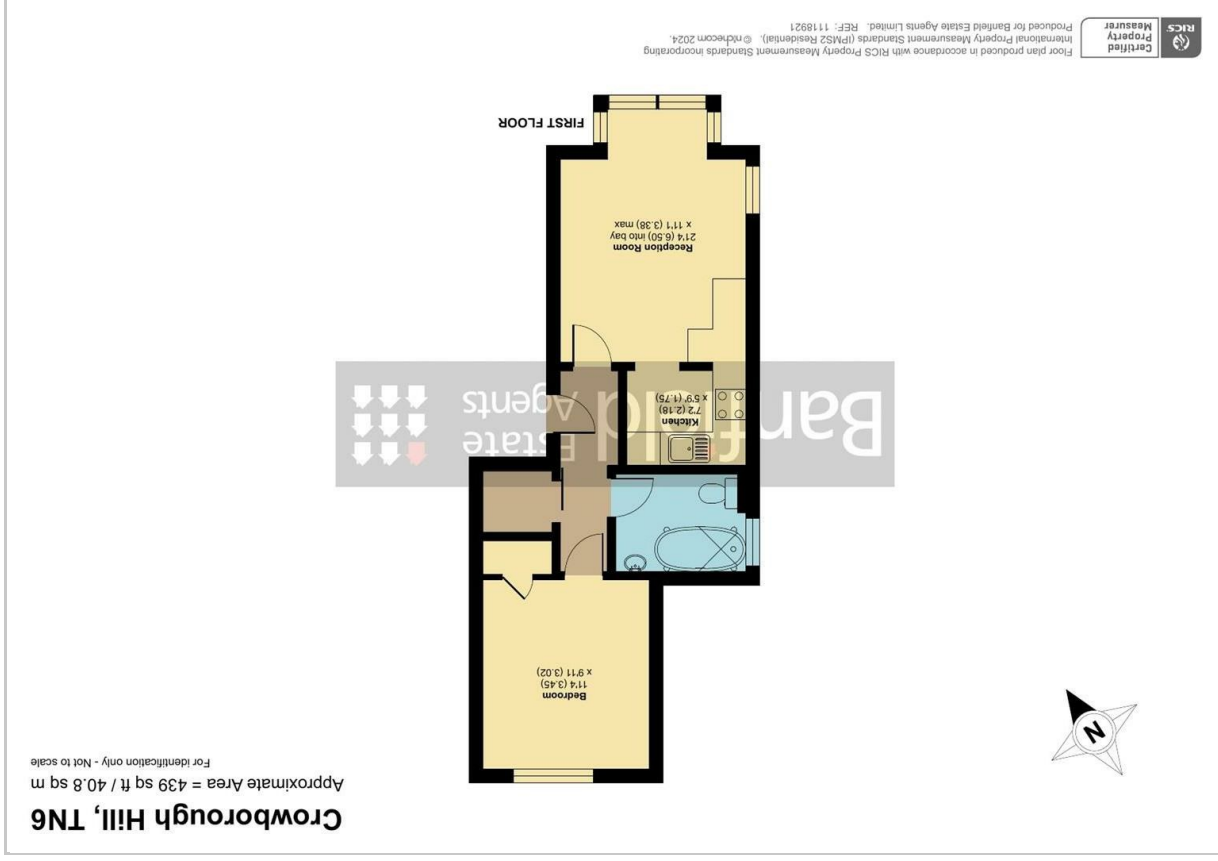 Crowborough Hill, TN6
Approximate Area = 439 sq ft / 40.8 sq m
For identification only - Not to scale
N
Bedroom
11'4 (3.45)
x 9'11 (3.02)
Banfield
Estate
Agents
Kitchen
7'2 (2.18)
x 5'9" (1.75)
Reception Room
21'4 (6.50) into bay
x 11'1 (3.38) max
FIRST FLOOR
RICS
Certified
Property
Measurer
Floor plan produced in accordance with RICS Property Measurement Standards incorporating
International Property Measurement Standards (IPMS2 Residential). © nichecom 2024.
Produced for Banfield Estate Agents Limited. REF: 1118921